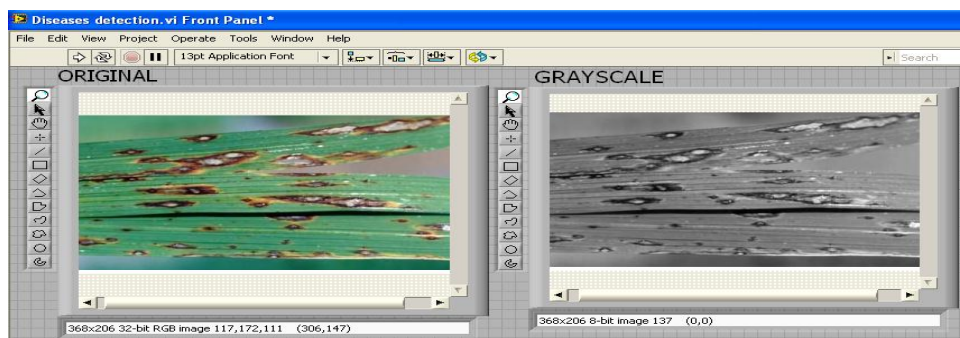 Diseases detection.vi Front Panel *
File Edit View Project Operate Tools Window Help
13pt Application Font
Search
ORIGINAL
GRAYSCALE
368x206 32-bit RGB image 117,172,111 (306,147)
368x206 8-bit image 137 (0,0)